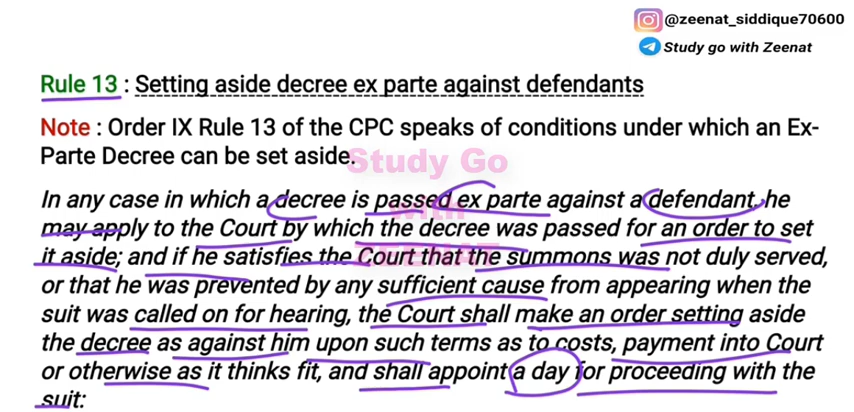 @zeenat_siddique70600
Study go with Zeenat
Rule 13 : Setting aside decree ex parte against defendants
Note : Order IX Rule 13 of the CPC speaks of conditions under which an Ex-
Parte Decree can be set aside.
Study Go
with
ZEENAT
In any case in which a decree is passed ex parte against a defendant, he
may apply to the Court by which the decree was passed for an order to set
it aside; and if he satisfies the Court that the summons was not duly served,
or that he was prevented by any sufficient cause from appearing when the
suit was called on for hearing, the Court shall make an order setting aside
the decree as against him upon such terms as to costs, payment into Court
or otherwise as it thinks fit, and shall appoint a day for proceeding with the
suit: